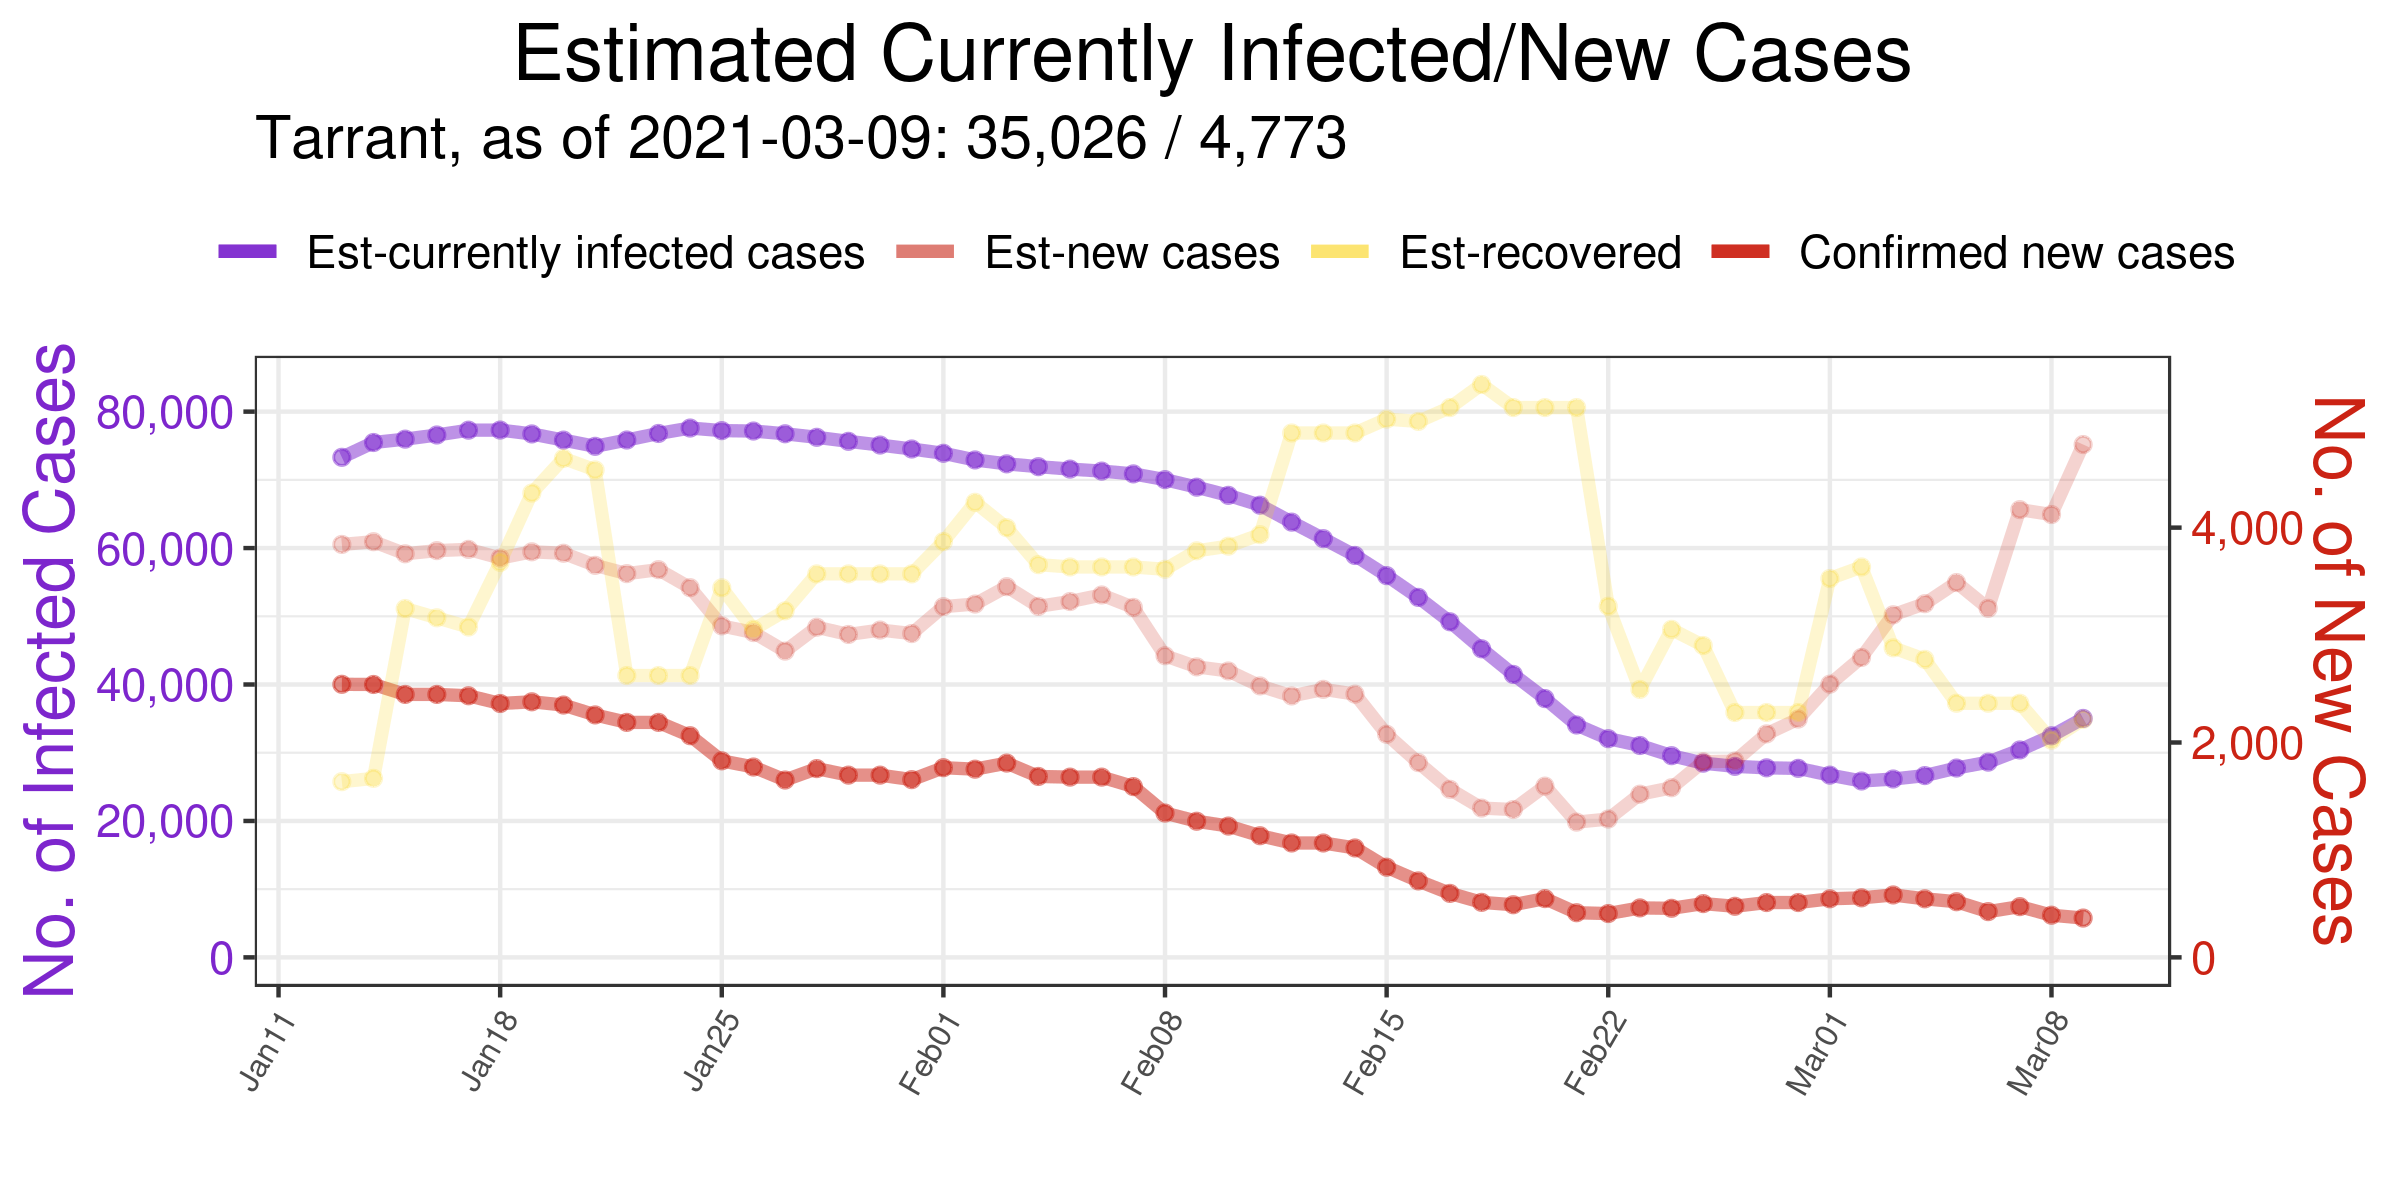 Estimated Currently Infected/New Cases
Tarrant, as of 2021-03-09: 35,026 / 4,773
Est-currently infected cases Est-new cases Est-recovered Confirmed new cases
No. of Infected Cases
80,000
60,000
40,000
20,000
0
No. of New Cases
4,000
2,000
0
Jan11 Jan18 Jan25 Feb01 Feb08 Feb15 Feb22 Mar01 Mar08